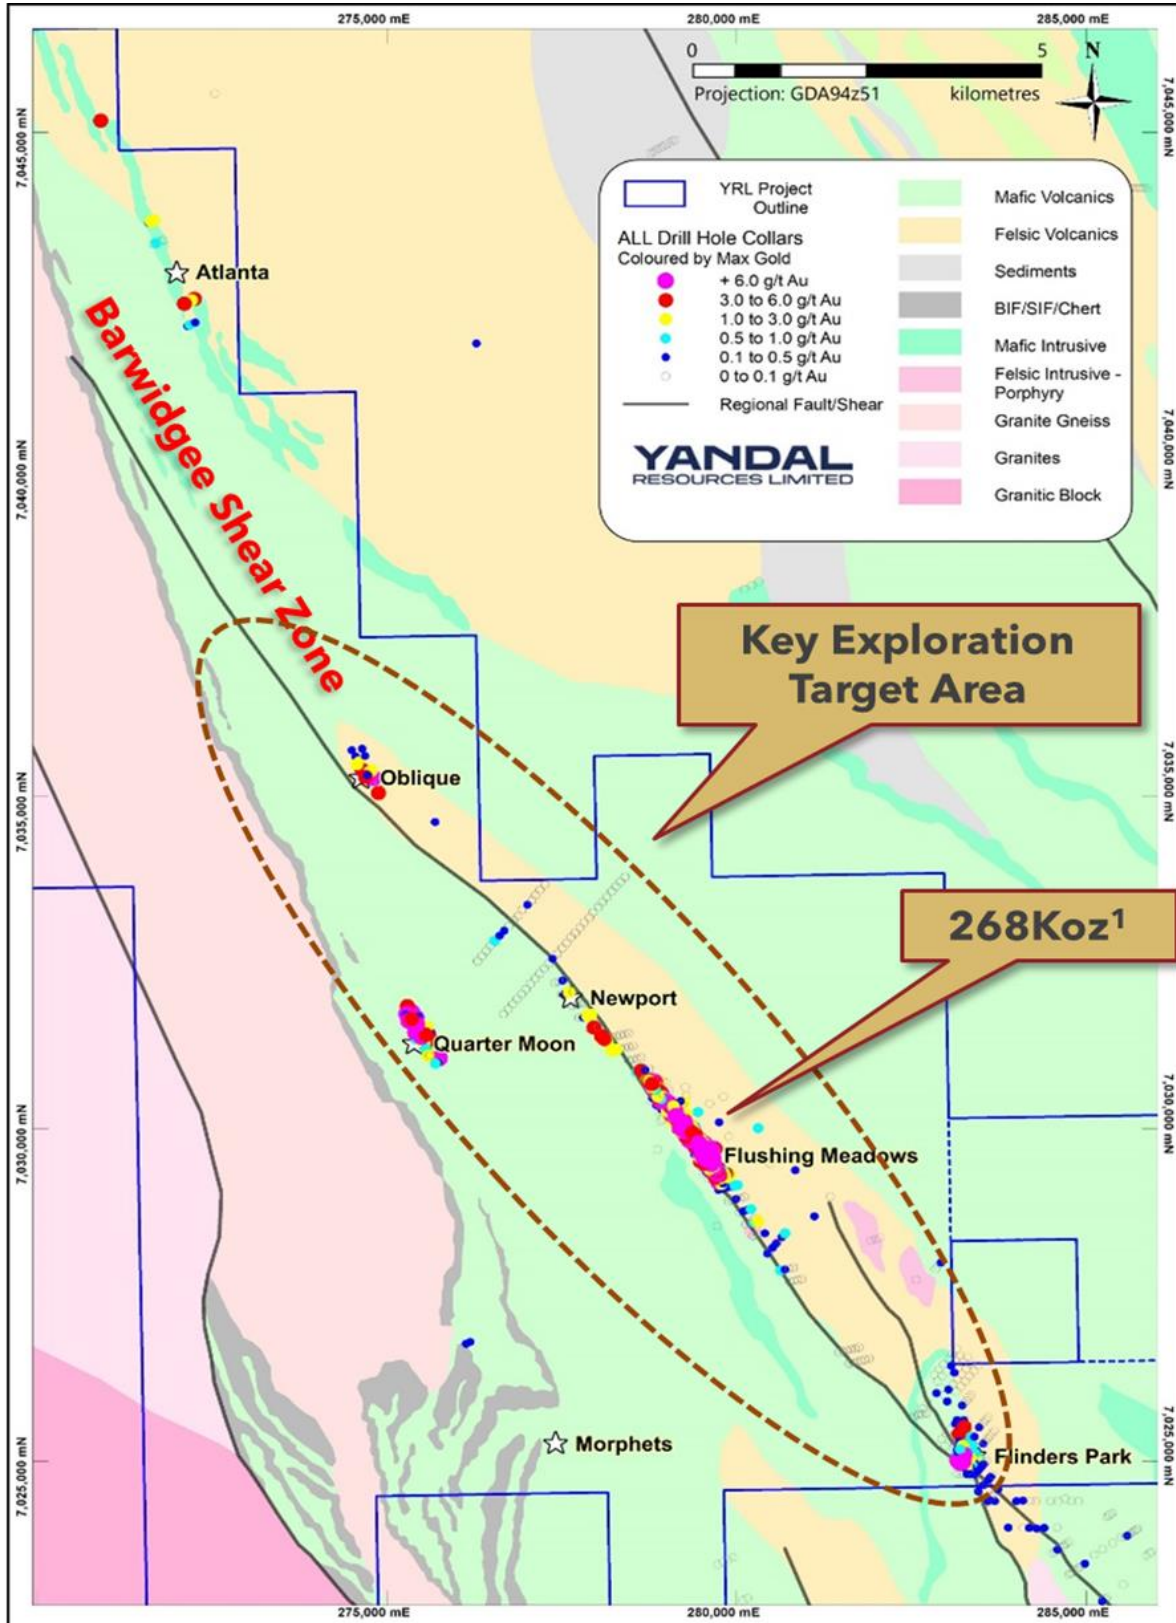 275,000 mE
280,000 mE
285,000 mE
0
5
N
Projection: GDA94z51
kilometres
7,045,000 mN
7,045,000 mN
YRL Project
Outline
ALL Drill Hole Collars
Coloured by Max Gold
+ 6.0 g/t Au
3.0 to 6.0 g/t Au
1.0 to 3.0 g/t Au
0.5 to 1.0 g/t Au
0.1 to 0.5 g/t Au
0 to 0.1 g/t Au
Regional Fault/Shear
YANDAL
RESOURCES LIMITED
Mafic Volcanics
Felsic Volcanics
Sediments
BIF/SIF/Chert
Mafic Intrusive
Felsic Intrusive -
Porphyry
Granite Gneiss
Granites
Granitic Block
Atlanta
Barwidgee Shear Zone
7,040,000 mN
7,040,000 mN
Key Exploration
Target Area
Oblique
7,035,000 mN
7,035,000 mN
268Koz¹
Newport
Quarter Moon
7,030,000 mN
7,030,000 mN
Flushing Meadows
Morphets
Flinders Park
7,025,000 mN
7,025,000 mN
275,000 mE
280,000 mE
285,000 mE